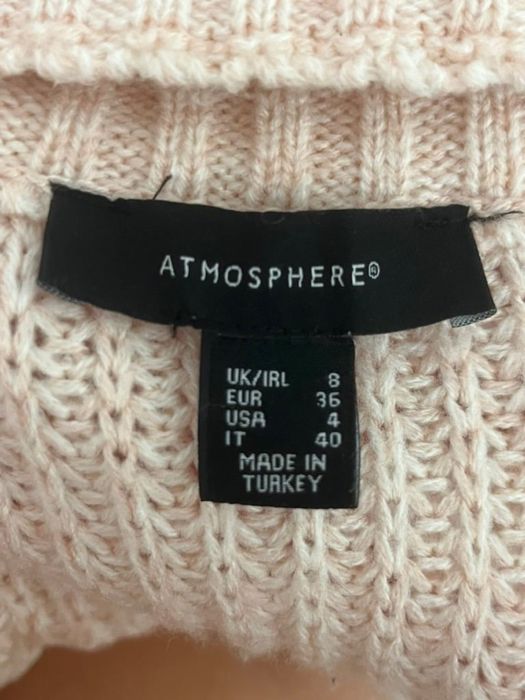 ATMOSPHERE®
UK/IRL 8
EUR 36
USA 4
IT 40
MADE IN
TURKEY